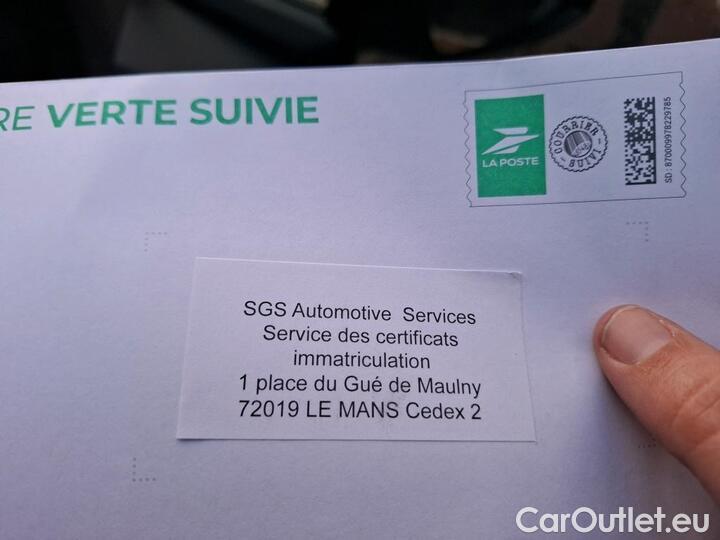 RE VERTE SUIVIE
LA POSTE
COURRIER
SUIVI
SD : 87000997B229785
SGS Automotive Services
Service des certificats
immatriculation
1 place du Gué de Maulny
72019 LE MANS Cedex 2
CarOutlet.eu